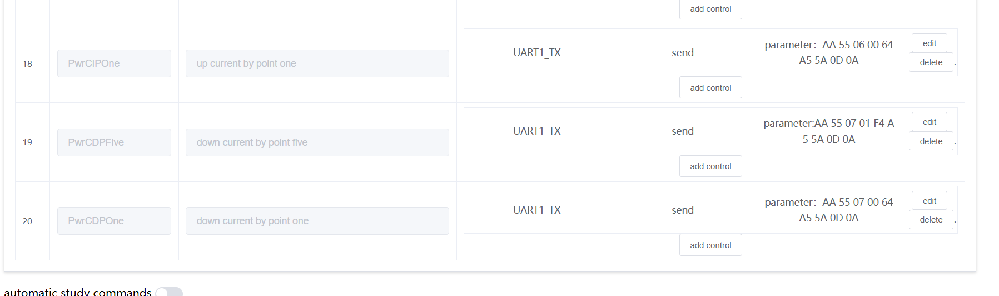 add control
18
PwrCIPOne
up current by point one
UART1_TX
send
parameter： AA 55 06 00 64
A5 5A 0D 0A
edit
delete
.
add control
19
PwrCDPFive
down current by point five
UART1_TX
send
parameter:AA 55 07 01 F4 A
5 5A 0D 0A
edit
delete
.
add control
20
PwrCDPOne
down current by point one
UART1_TX
send
parameter： AA 55 07 00 64
A5 5A 0D 0A
edit
delete
.
add control
automatic study commands